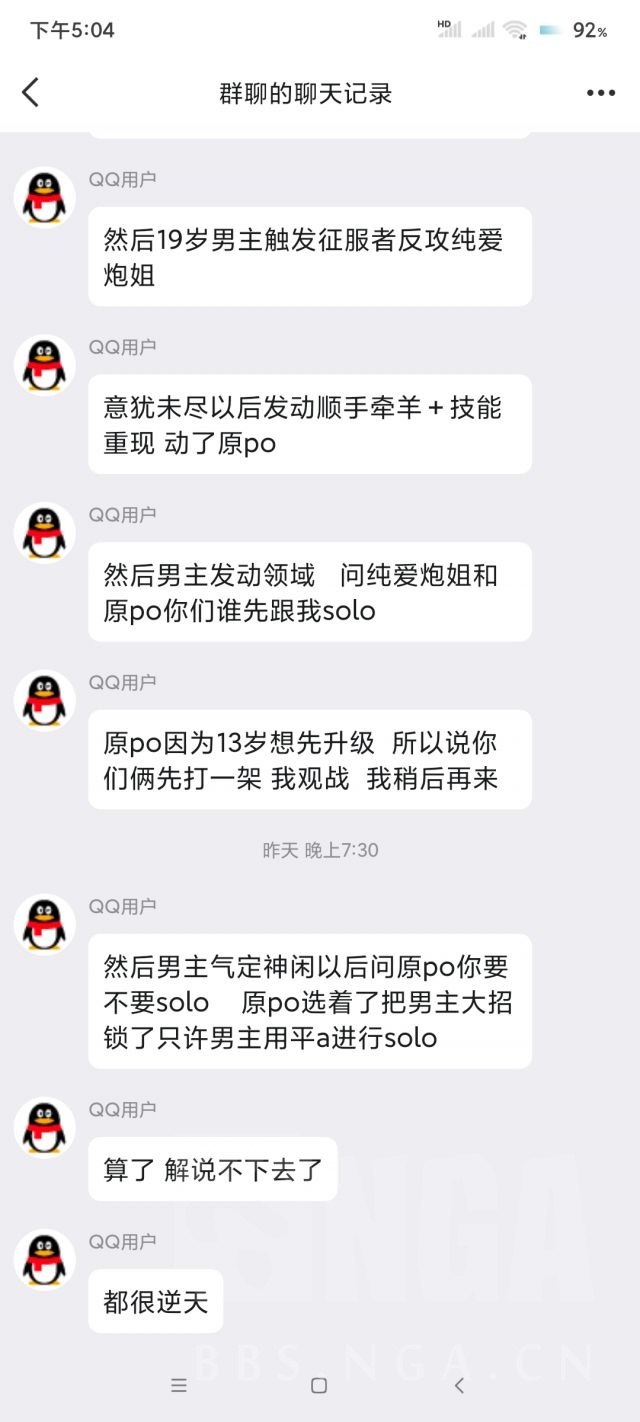 下午5:04
HD
92%
群聊的聊天记录
QQ用户
然后19岁男主触发征服者反攻纯爱
炮姐
QQ用户
意犹未尽以后发动顺手牵羊+技能
重现 动了原po
QQ用户
然后男主发动领域 问纯爱炮姐和
原po你们谁先跟我solo
QQ用户
原po因为13岁想先升级 所以说你
们俩先打一架 我观战 我稍后再来
昨天 晚上7:30
QQ用户
然后男主气定神闲以后问原po你要
不要solo 原po选着了把男主大招
锁了只许男主用平a进行solo
QQ用户
算了 解说不下去了
QQ用户
都很逆天
NGA
BBS.NGA.CN